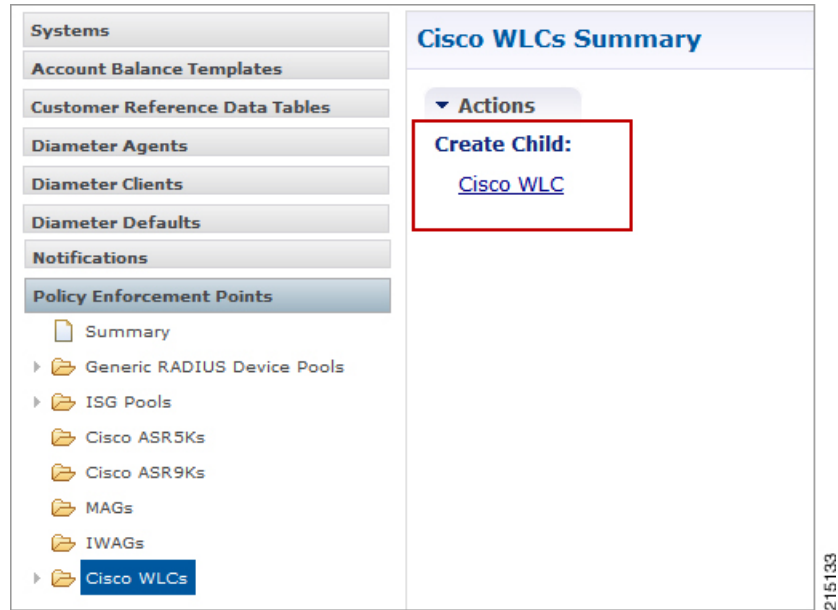 Systems
Account Balance Templates
Customer Reference Data Tables
Diameter Agents
Diameter Clients
Diameter Defaults
Notifications
Policy Enforcement Points
Summary
Generic RADIUS Device Pools
ISG Pools
Cisco ASR5Ks
Cisco ASR9Ks
MAGs
IWAGs
Cisco WLCs
Cisco WLCs Summary
Actions
Create Child:
Cisco WLC
215133